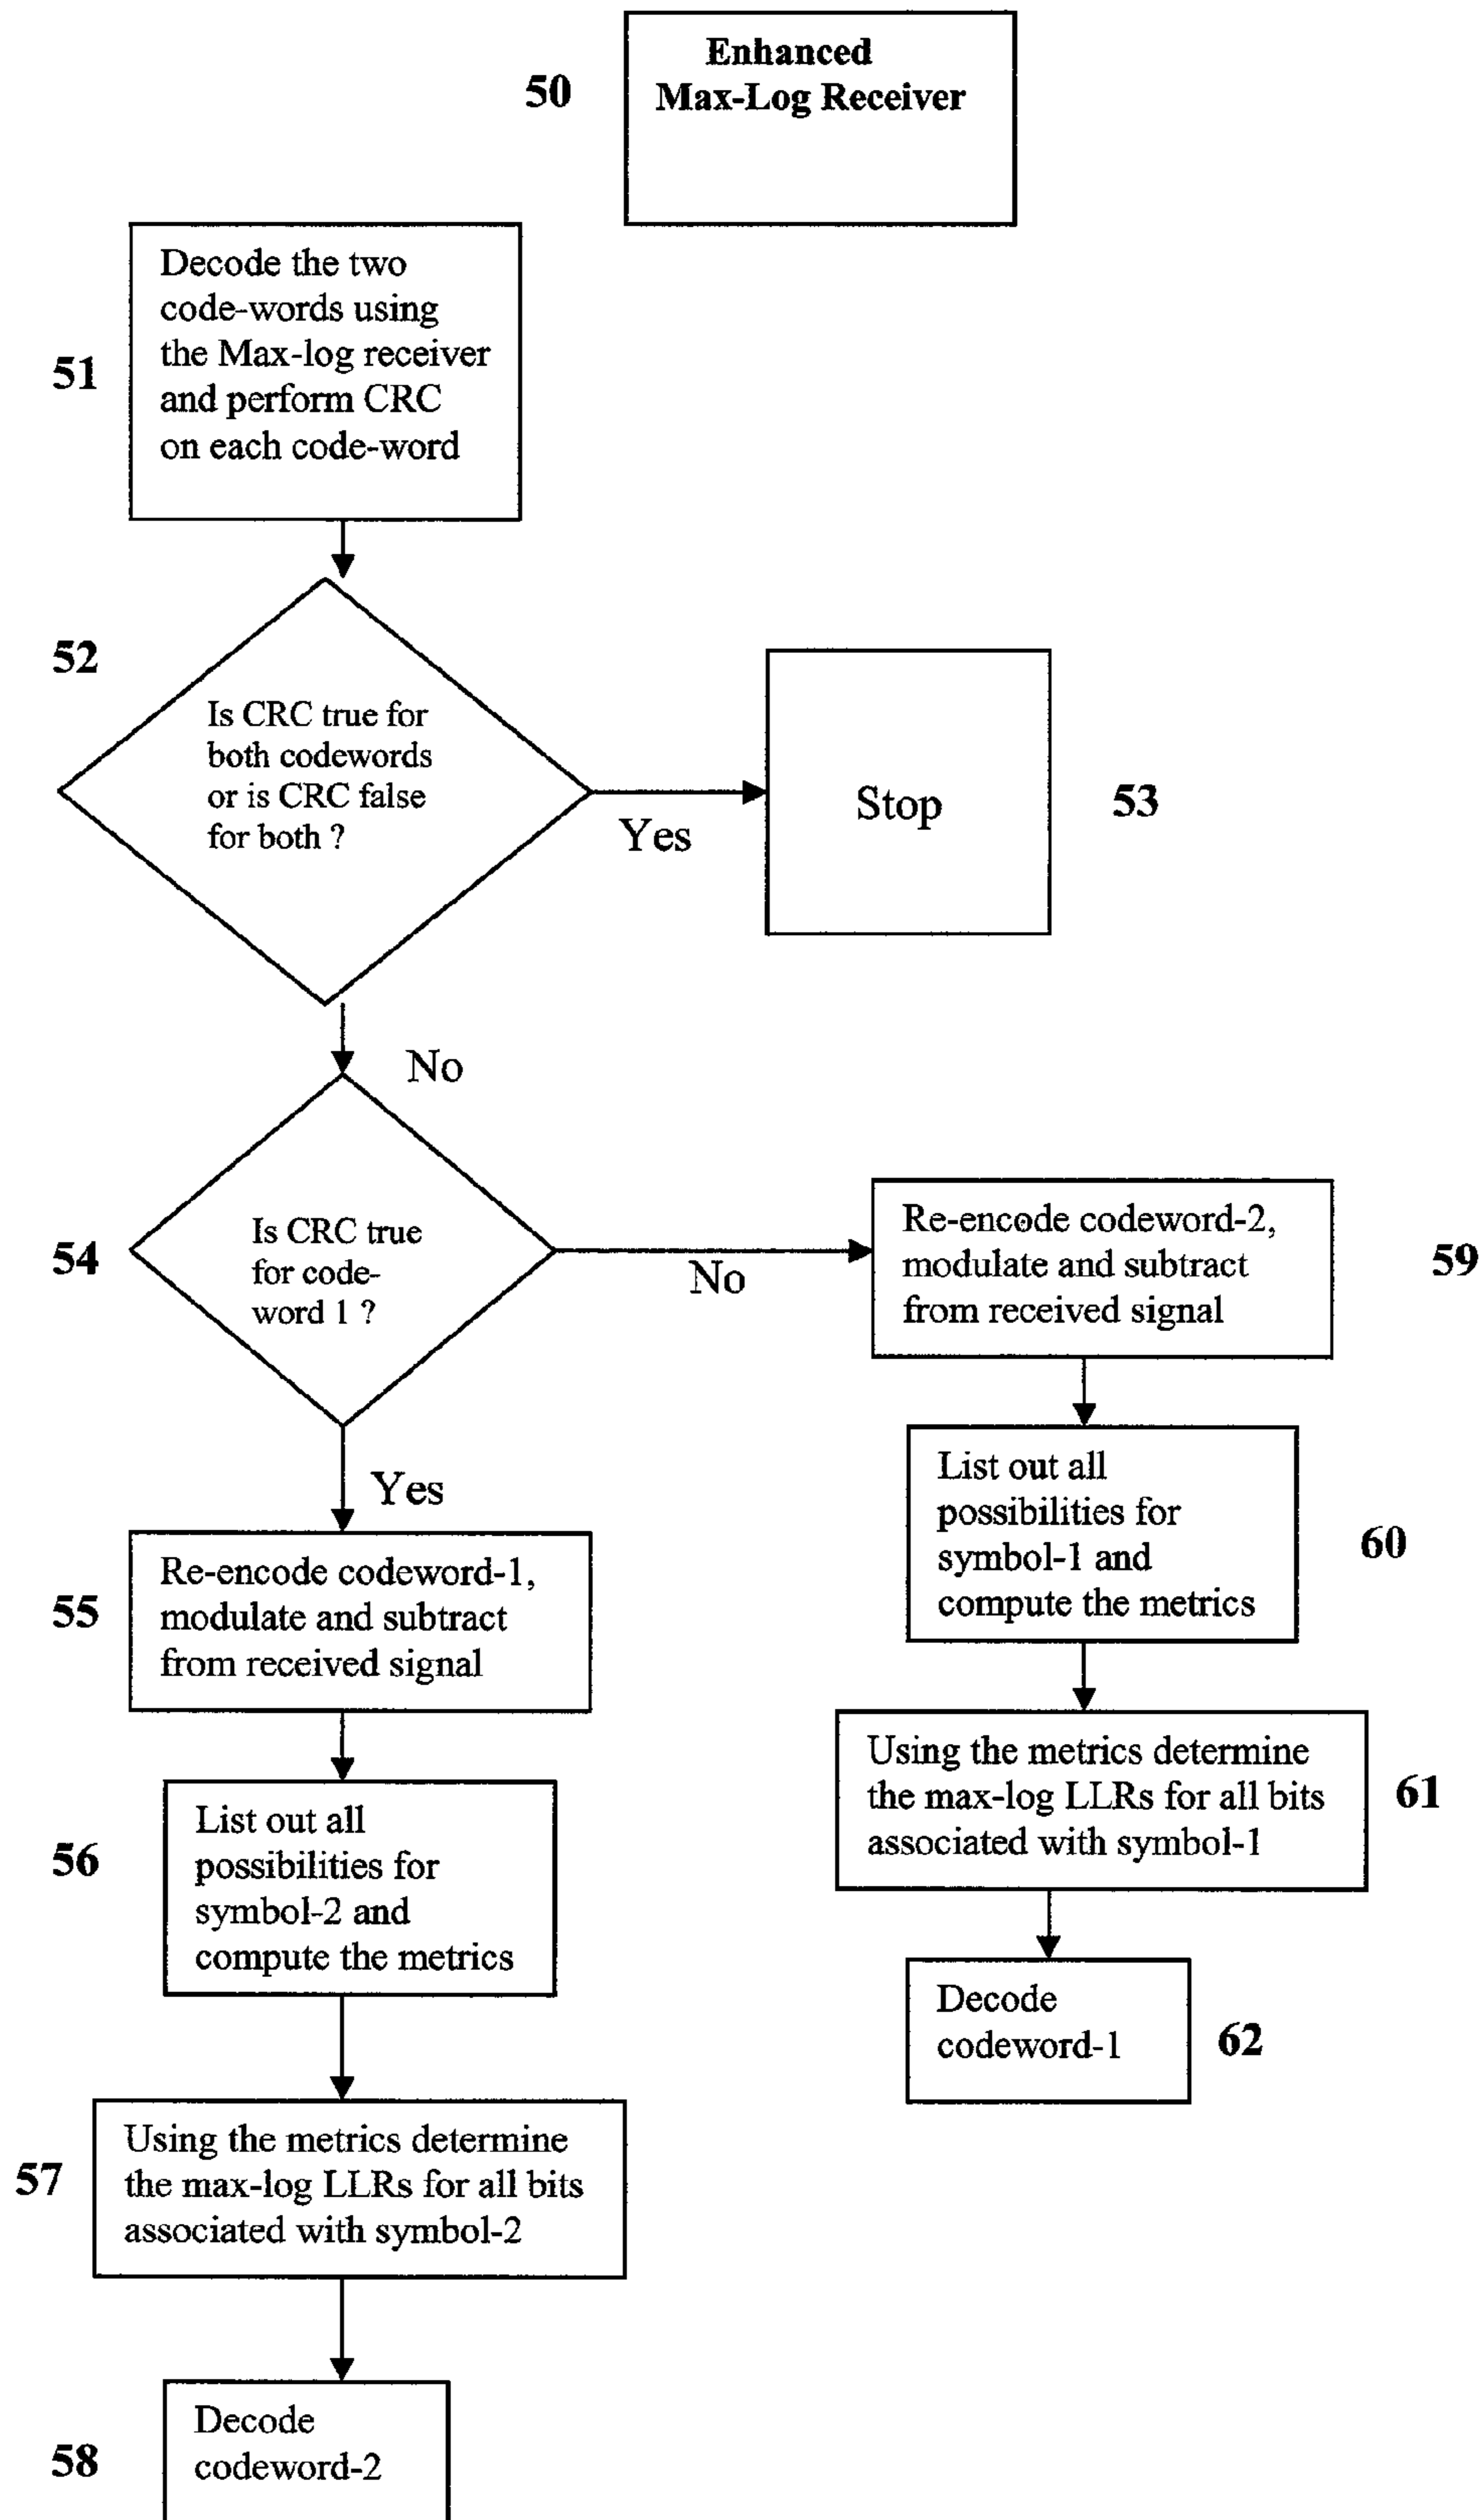 Enhanced
50
Max-Log Receiver
Decode the two
code-words using
the Max-log receiver
51
and perform CRC
on each code-word
52
Is CRC true for
both codewords
or is CRC false
for both ?
Yes
Stop
53
No
54
Is CRC true
for code-
word 1 ?
No
Re-encode codeword-2,
modulate and subtract
from received signal
59
List out all
possibilities for
symbol-1 and
compute the metrics
60
Yes
55
Re-encode codeword-1,
modulate and subtract
from received signal
Using the metrics determine
the max-log LLRs for all bits
associated with symbol-1
61
56
List out all
possibilities for
symbol-2 and
compute the metrics
Decode
codeword-1
62
57
Using the metrics determine
the max-log LLRs for all bits
associated with symbol-2
58
Decode
codeword-2